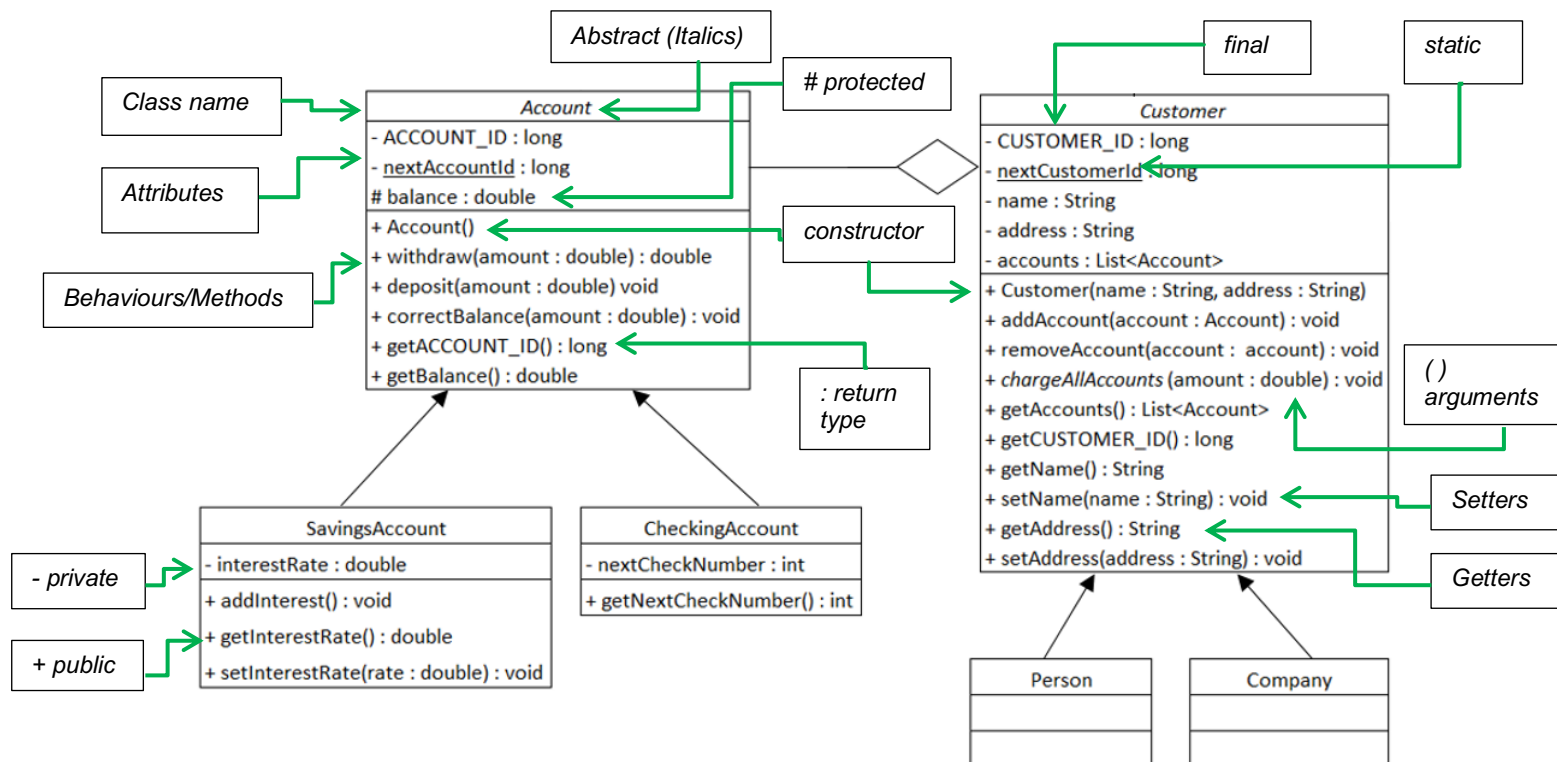 Abstract (Italics)
final
static
# protected
Class name
Attributes
Behaviours/Methods
Account
- ACCOUNT_ID : long
- nextAccountId : long
# balance : double
+ Account()
+ withdraw(amount : double) : double
+ deposit(amount : double) void
+ correctBalance(amount : double) : void
+ getACCOUNT_ID() : long
+ getBalance() : double
constructor
: return
type
Customer
- CUSTOMER_ID : long
- nextCustomerId : long
- name : String
- address : String
- accounts : List<Account>
+ Customer(name : String, address : String)
+ addAccount(account : Account) : void
+ removeAccount(account : account) : void
+ chargeAllAccounts (amount : double) : void
+ getAccounts() : List<Account>
+ getCUSTOMER_ID() : long
+ getName() : String
+ setName(name : String) : void
+ getAddress() : String
+ setAddress(address : String) : void
( )
arguments
Setters
Getters
- private
+ public
SavingsAccount
- interestRate : double
+ addInterest() : void
+ getInterestRate() : double
+ setInterestRate(rate : double) : void
CheckingAccount
- nextCheckNumber : int
+ getNextCheckNumber() : int
Person
Company